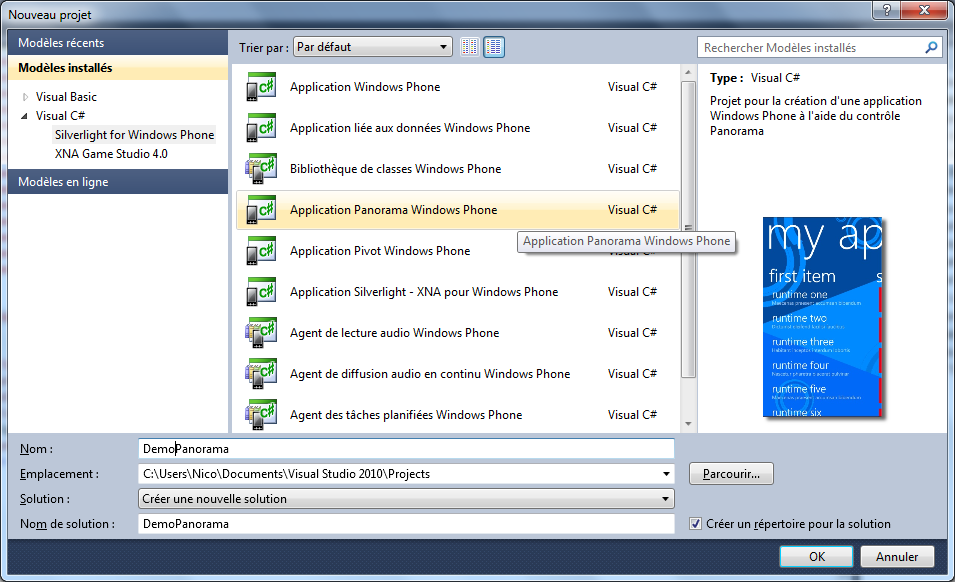 Nouveau projet
Modèles récents
Modèles installés
Visual Basic
Visual C#
Silverlight for Windows Phone
XNA Game Studio 4.0
Modèles en ligne
Trier par : Par défaut
Application Windows Phone Visual C#
Application liée aux données Windows Phone Visual C#
Bibliothèque de classes Windows Phone Visual C#
Application Panorama Windows Phone Visual C#
Application Panorama Windows Phone
Application Pivot Windows Phone
Application Silverlight - XNA pour Windows Phone Visual C#
Agent de lecture audio Windows Phone Visual C#
Agent de diffusion audio en continu Windows Phone Visual C#
Agent des tâches planifiées Windows Phone Visual C#
Rechercher Modèles installés
Type : Visual C#
Projet pour la création d'une application
Windows Phone à l'aide du contrôle
Panorama
my ap
first item s
runtime one
runtime two
runtime three
runtime four
runtime five
runtime six
Nom : DemoPanorama
Emplacement : C:\Users\Nico\Documents\Visual Studio 2010\Projects Parcourir...
Solution : Créer une nouvelle solution
Nom de solution : DemoPanorama Créer un répertoire pour la solution
OK Annuler